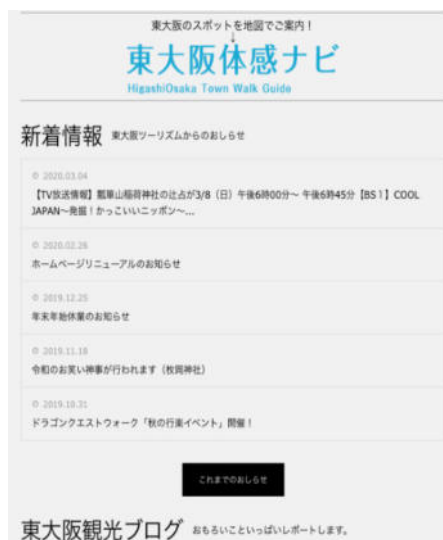 東大阪のスポットを地図でご案内！
↓
東大阪体感ナビ
HigashiOsaka Town Walk Guide
新着情報 東大阪ツーリズムからのおしらせ
2020.03.04
【TV放送情報】瓢箪山稲荷神社の辻占が3/8（日）午後6時00分～ 午後6時45分【BS１】COOL
JAPAN～発掘！かっこいいニッポン～...
2020.02.26
ホームページリニューアルのお知らせ
2019.12.25
年末年始休業のお知らせ
2019.11.18
令和のお笑い神事が行われます（枚岡神社）
2019.10.31
ドラゴンクエストウォーク「秋の行楽イベント」開催！
これまでのおしらせ
東大阪観光ブログ おもろいこといっぱいレポートします。